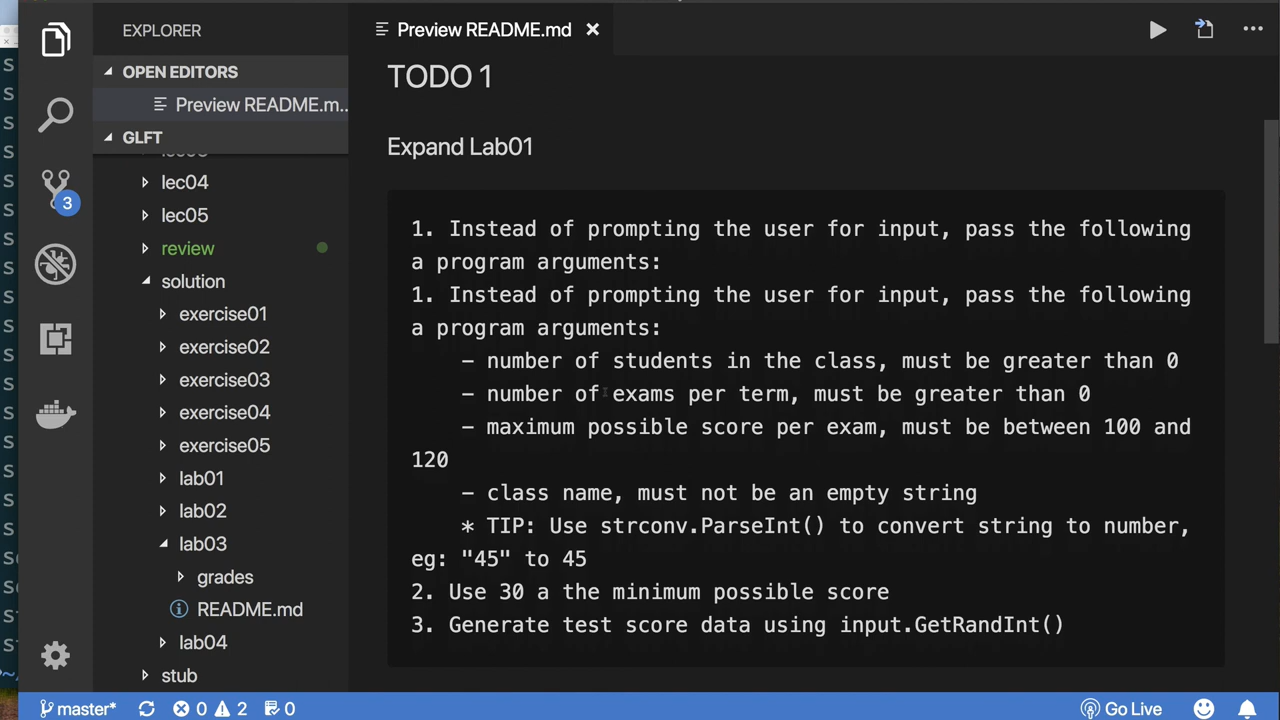 EXPLORER
Preview README.md
OPEN EDITORS
Preview README.m..
GLFT
lec04
lec05
3
review
solution
exercise01
exercise02
exercise03
exercise04
exercise05
lab01
lab02
lab03
grades
README.md
lab04
stub
TODO 1
Expand Lab01
1. Instead of prompting the user for input, pass the following
a program arguments:
1. Instead of prompting the user for input, pass the following
a program arguments:
- number of students in the class, must be greater than 0
- number of exams per term, must be greater than 0
- maximum possible score per exam, must be between 100 and
120
- class name, must not be an empty string
* TIP: Use strconv.ParseInt() to convert string to number,
eg: "45" to 45
2. Use 30 a the minimum possible score
3. Generate test score data using input.GetRandInt()
master* 0 2 0 Go Live